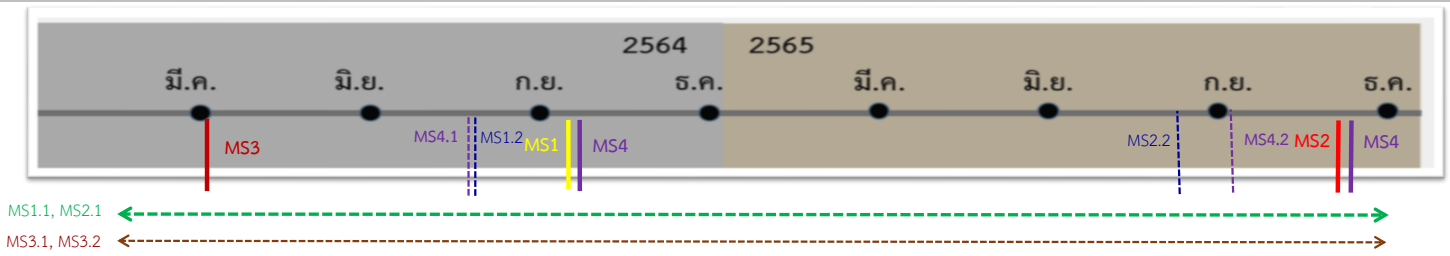 2564 2565
มี.ค. มิ.ย. ก.ย. ธ.ค. มี.ค. มิ.ย. ก.ย. ธ.ค.
MS3 MS4.1 MS1.2 MS1 MS4 MS2.2 MS4.2 MS2 MS4
MS1.1, MS2.1
MS3.1, MS3.2